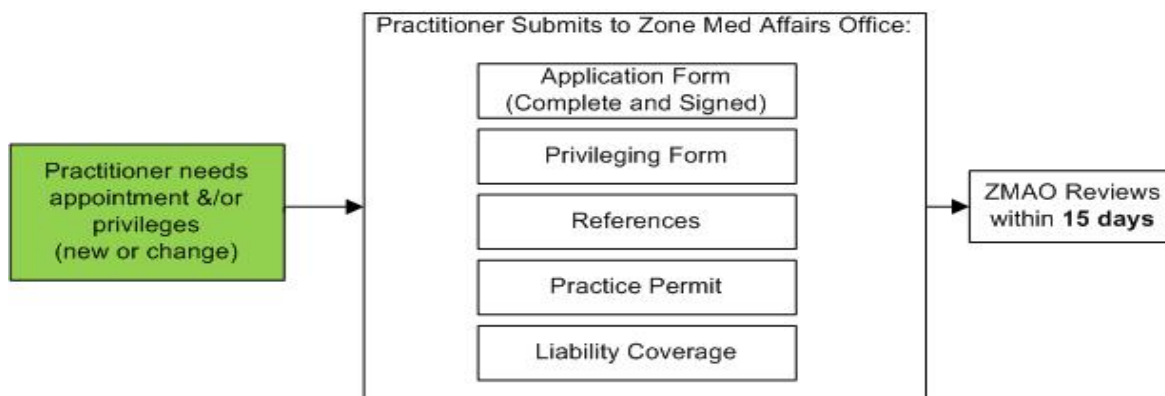 Practitioner Submits to Zone Med Affairs Office:
Application Form
(Complete and Signed)
Privileging Form
References
Practice Permit
Liability Coverage
Practitioner needs
appointment &/or
privileges
(new or change)
ZMAO Reviews
within 15 days